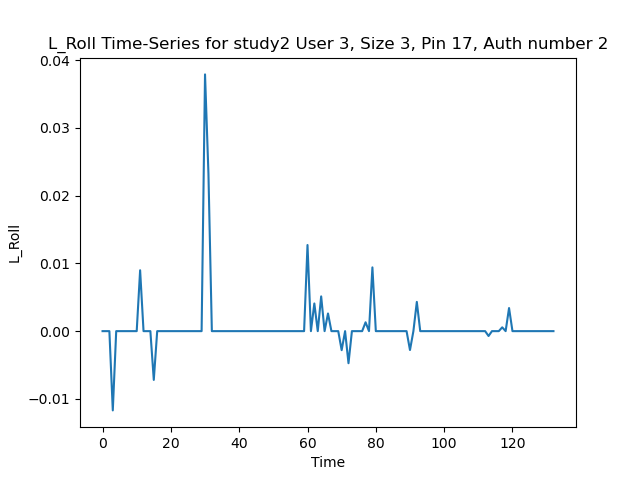 L_Roll Time-Series for study2 User 3, Size 3, Pin 17, Auth number 2
0.04
0.03
0.02
0.01
0.00
−0.01
L_Roll
0 20 40 60 80 100 120
Time